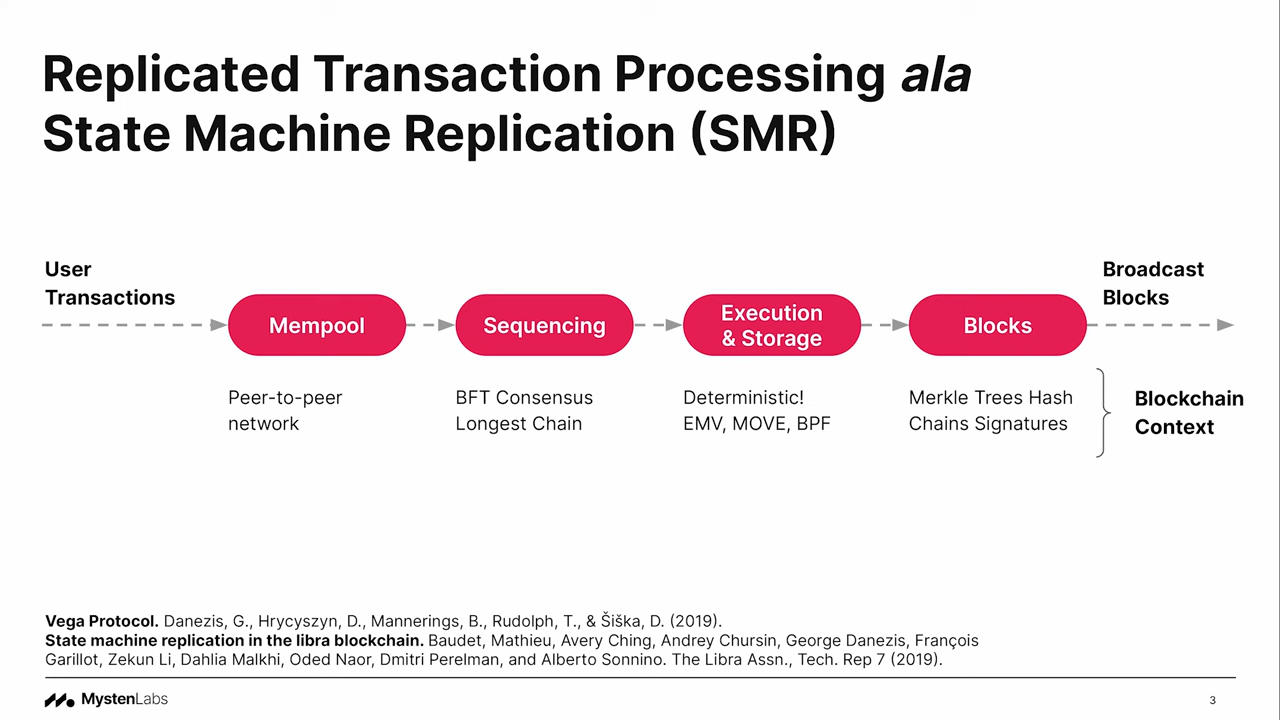 Replicated Transaction Processing ala
State Machine Replication (SMR)
User
Transactions
Mempool
Sequencing
Execution
& Storage
Blocks
Broadcast
Blocks
Peer-to-peer
network
BFT Consensus
Longest Chain
Deterministic!
EMV, MOVE, BPF
Merkle Trees Hash
Chains Signatures
Blockchain
Context
Vega Protocol. Danezis, G., Hrycyszyn, D., Mannerings, B., Rudolph, T., & Šiška, D. (2019).
State machine replication in the libra blockchain. Baudet, Mathieu, Avery Ching, Andrey Chursin, George Danezis, François
Garillot, Zekun Li, Dahlia Malkhi, Oded Naor, Dmitri Perelman, and Alberto Sonnino. The Libra Assn., Tech. Rep 7 (2019).
MystenLabs
3